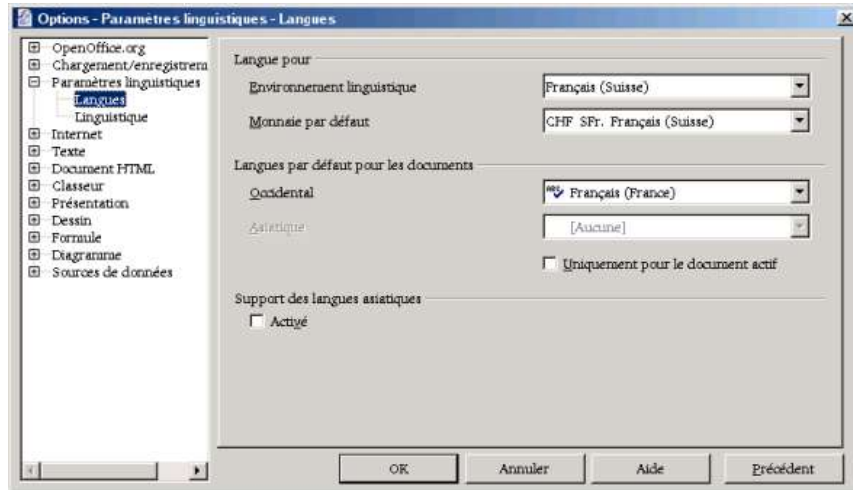 Options - Paramètres linguistiques - Langues
OpenOffice.org
Chargement/enregistrem
Paramètres linguistiques
Langues
Linguistique
Internet
Texte
Document HTML
Classeur
Présentation
Dessin
Formule
Diagramme
Sources de données
Langue pour
Environnement linguistique
Français (Suisse)
Monnaie par défaut
CHF SFr. Français (Suisse)
Langues par défaut pour les documents
Occidental
Français (France)
Asiatique
[Aucune]
Uniquement pour le document actif
Support des langues asiatiques
Activé
OK
Annuler
Aide
Précédent